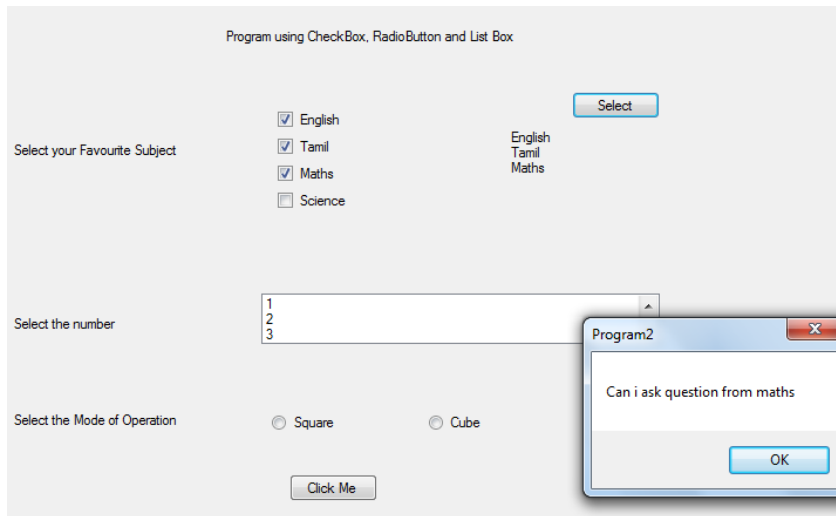 Program using CheckBox, RadioButton and List Box
Select
English
Tamil
Maths
Science
Select your Favourite Subject
English
Tamil
Maths
Select the number
1
2
3
Program2
Can i ask question from maths
OK
Select the Mode of Operation
Square
Cube
Click Me